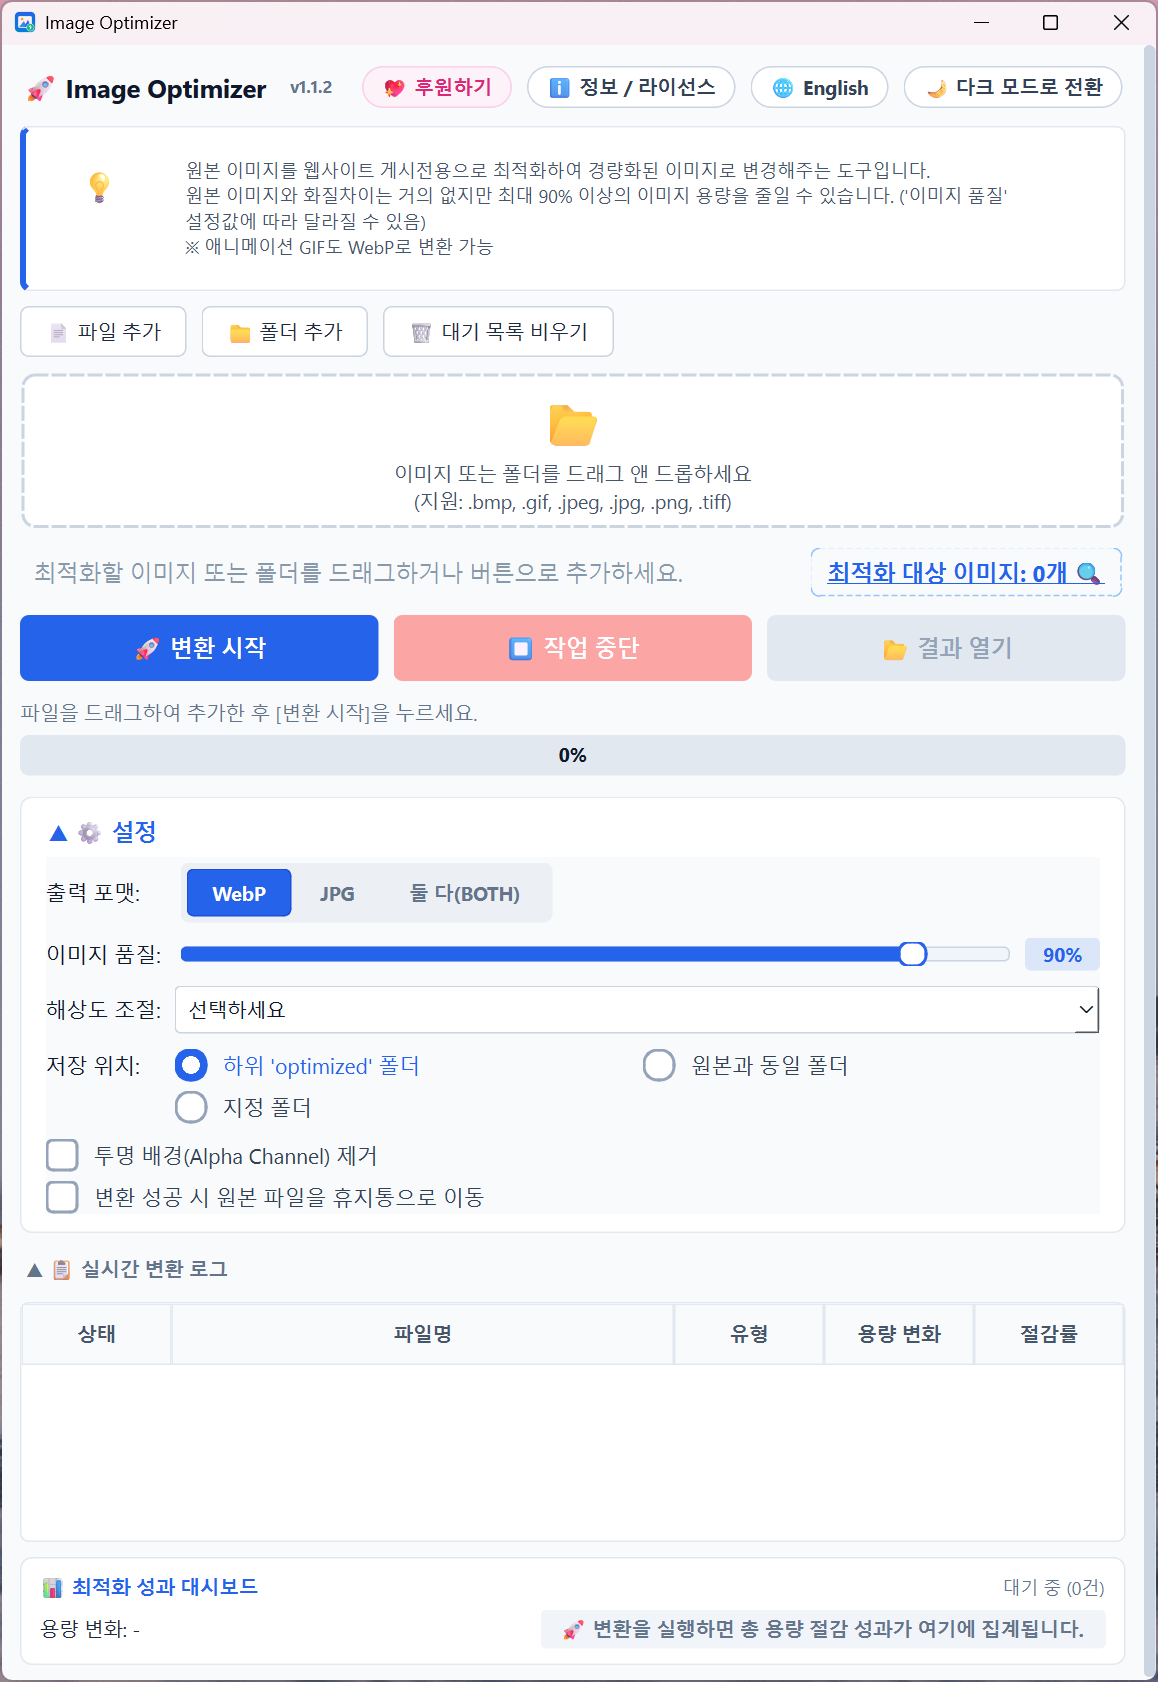 Image Optimizer
Image Optimizer v1.1.2 후원하기 정보 / 라이선스 English 다크 모드로 전환
원본 이미지를 웹사이트 게시전용으로 최적화하여 경량화된 이미지로 변경해주는 도구입니다.
원본 이미지와 화질차이는 거의 없지만 최대 90% 이상의 이미지 용량을 줄일 수 있습니다. ('이미지 품질'
설정값에 따라 달라질 수 있음)
※ 애니메이션 GIF도 WebP로 변환 가능
파일 추가 폴더 추가 대기 목록 비우기
이미지 또는 폴더를 드래그 앤 드롭하세요
(지원: .bmp, .gif, .jpeg, .jpg, .png, .tiff)
최적화할 이미지 또는 폴더를 드래그하거나 버튼으로 추가하세요. 최적화 대상 이미지: 0개
변환 시작 작업 중단 결과 열기
파일을 드래그하여 추가한 후 [변환 시작]을 누르세요.
0%
▲ 설정
출력 포맷: WebP JPG 둘 다(BOTH)
이미지 품질: 90%
해상도 조절: 선택하세요
저장 위치: 하위 'optimized' 폴더 원본과 동일 폴더
지정 폴더
투명 배경(Alpha Channel) 제거
변환 성공 시 원본 파일을 휴지통으로 이동
▲ 실시간 변환 로그
상태 파일명 유형 용량 변화 절감률
최적화 성과 대시보드 대기 중 (0건)
용량 변화: - 변환을 실행하면 총 용량 절감 성과가 여기에 집계됩니다.